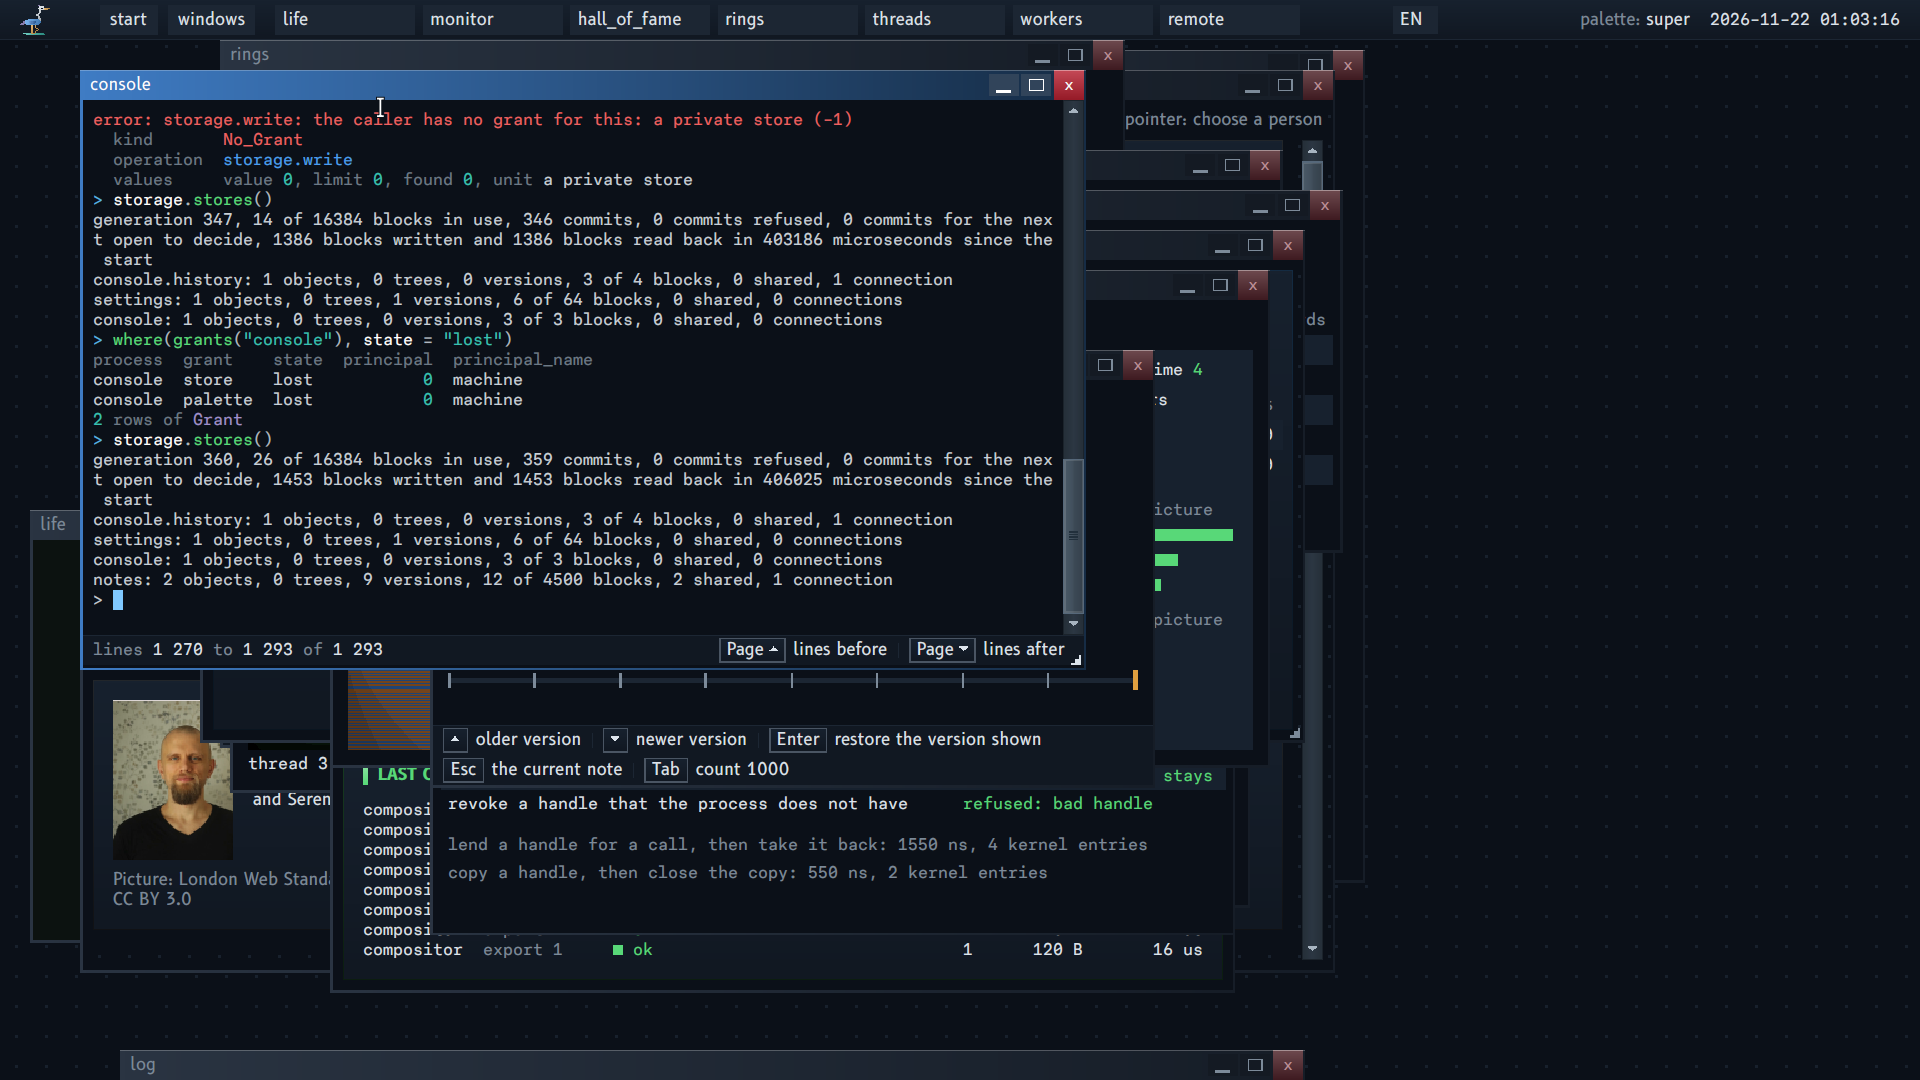 start windows life monitor hall_of_fame rings threads workers remote EN palette: super 2026-11-22 01:03:16
rings
console
error: storage.write: the caller has no grant for this: a private store (-1)
kind No_Grant
operation storage.write
values value 0, limit 0, found 0, unit a private store
> storage.stores()
generation 347, 14 of 16384 blocks in use, 346 commits, 0 commits refused, 0 commits for the nex
t open to decide, 1386 blocks written and 1386 blocks read back in 403186 microseconds since the
start
console.history: 1 objects, 0 trees, 0 versions, 3 of 4 blocks, 0 shared, 1 connection
settings: 1 objects, 0 trees, 1 versions, 6 of 64 blocks, 0 shared, 0 connections
console: 1 objects, 0 trees, 0 versions, 3 of 3 blocks, 0 shared, 0 connections
> where(grants("console"), state = "lost")
process grant state principal principal_name
console store lost 0 machine
console palette lost 0 machine
2 rows of Grant
> storage.stores()
generation 360, 26 of 16384 blocks in use, 359 commits, 0 commits refused, 0 commits for the nex
t open to decide, 1453 blocks written and 1453 blocks read back in 406025 microseconds since the
start
console.history: 1 objects, 0 trees, 0 versions, 3 of 4 blocks, 0 shared, 1 connection
settings: 1 objects, 0 trees, 1 versions, 6 of 64 blocks, 0 shared, 0 connections
console: 1 objects, 0 trees, 0 versions, 3 of 3 blocks, 0 shared, 0 connections
notes: 2 objects, 0 trees, 9 versions, 12 of 4500 blocks, 2 shared, 1 connection
>
lines 1 270 to 1 293 of 1 293 Page lines before Page lines after
pointer: choose a person
ds
ime 4
rs
icture
picture
life
older version newer version Enter restore the version shown
Esc the current note Tab count 1000
thread 3
and Seren
Picture: London Web Standa
CC BY 3.0
LAST C
stays
revoke a handle that the process does not have refused: bad handle
lend a handle for a call, then take it back: 1550 ns, 4 kernel entries
copy a handle, then close the copy: 550 ns, 2 kernel entries
composi
composi
composi
composi
composi
composi
composi
compositor export 1 ok 1 120 B 16 us
log